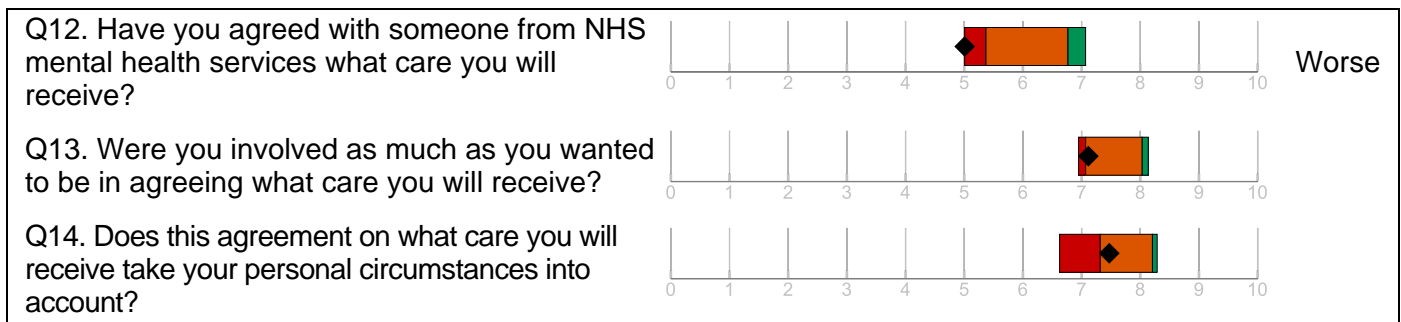 Q12. Have you agreed with someone from NHS
mental health services what care you will
receive?
0 1 2 3 4 5 6 7 8 9 10
Worse
Q13. Were you involved as much as you wanted
to be in agreeing what care you will receive?
0 1 2 3 4 5 6 7 8 9 10
Q14. Does this agreement on what care you will
receive take your personal circumstances into
account?
0 1 2 3 4 5 6 7 8 9 10